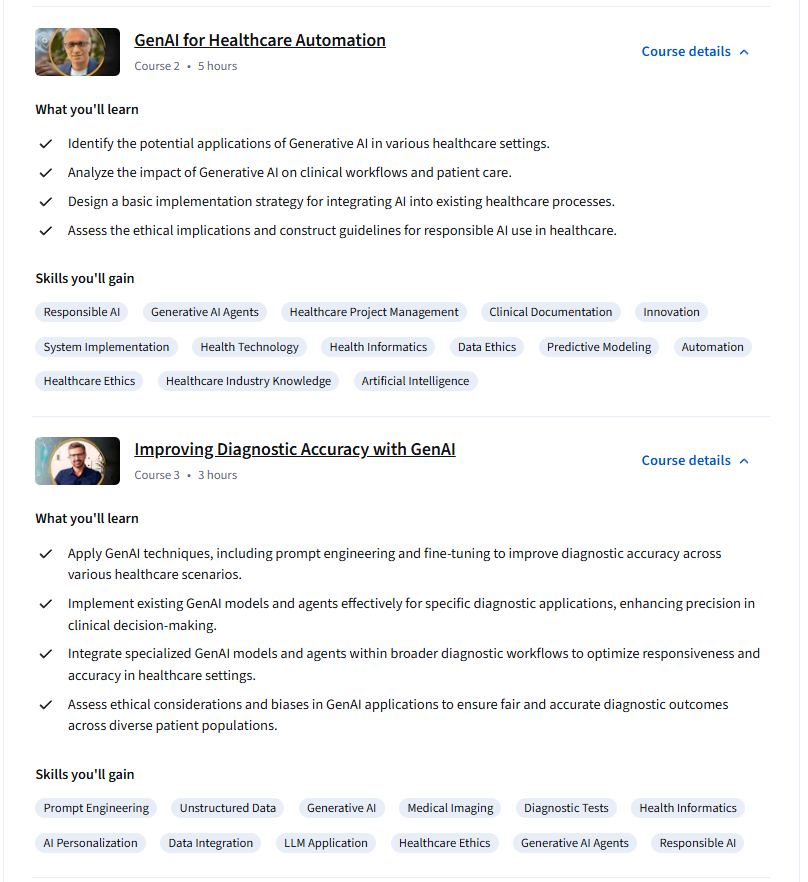 GenAI for Healthcare Automation
Course details
Course 2 • 5 hours
What you'll learn
Identify the potential applications of Generative AI in various healthcare settings.
Analyze the impact of Generative AI on clinical workflows and patient care.
Design a basic implementation strategy for integrating AI into existing healthcare processes.
Assess the ethical implications and construct guidelines for responsible AI use in healthcare.
Skills you'll gain
Responsible AI Generative AI Agents Healthcare Project Management Clinical Documentation Innovation
System Implementation Health Technology Health Informatics Data Ethics Predictive Modeling Automation
Healthcare Ethics Healthcare Industry Knowledge Artificial Intelligence
Improving Diagnostic Accuracy with GenAI
Course details
Course 3 • 3 hours
What you'll learn
Apply GenAI techniques, including prompt engineering and fine-tuning to improve diagnostic accuracy across
various healthcare scenarios.
Implement existing GenAI models and agents effectively for specific diagnostic applications, enhancing precision in
clinical decision-making.
Integrate specialized GenAI models and agents within broader diagnostic workflows to optimize responsiveness and
accuracy in healthcare settings.
Assess ethical considerations and biases in GenAI applications to ensure fair and accurate diagnostic outcomes
across diverse patient populations.
Skills you'll gain
Prompt Engineering Unstructured Data Generative AI Medical Imaging Diagnostic Tests Health Informatics
AI Personalization Data Integration LLM Application Healthcare Ethics Generative AI Agents Responsible AI